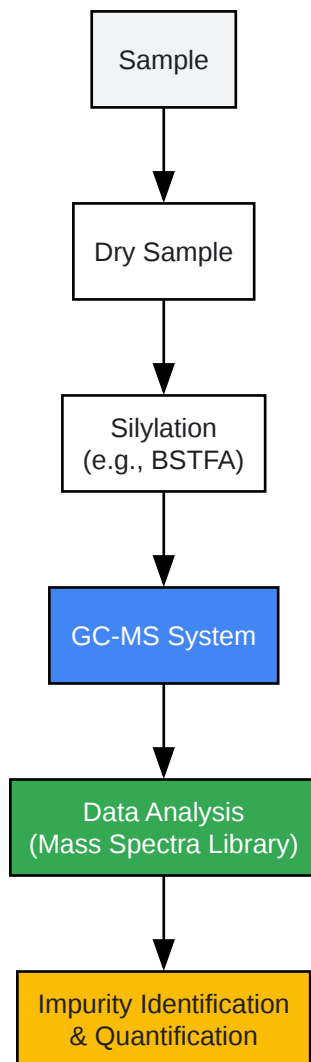 Sample
Dry Sample
Silylation
(e.g., BSTFA)
GC-MS System
Data Analysis
(Mass Spectra Library)
Impurity Identification
& Quantification